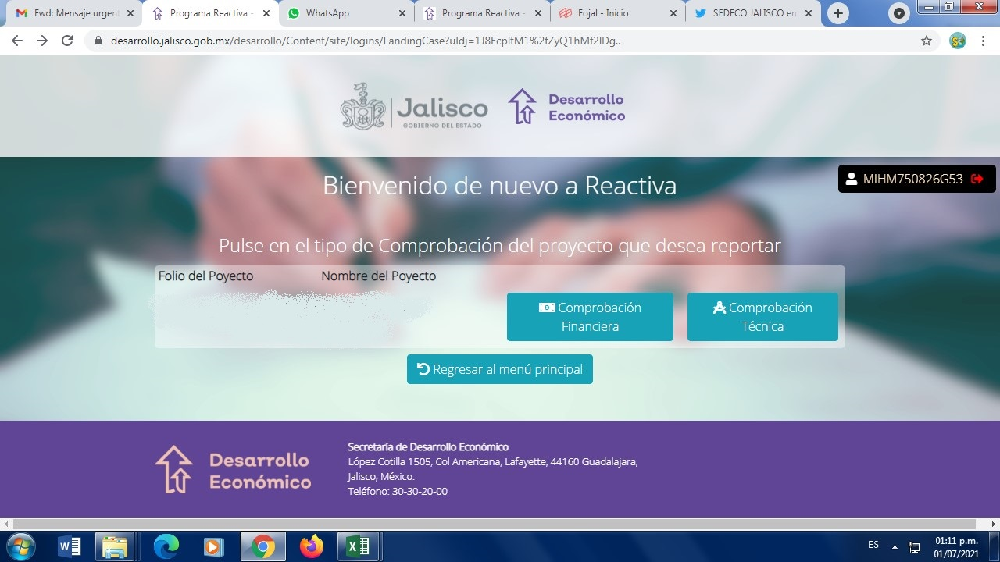 Fwd: Mensaje urgent
Programa Reactiva -
WhatsApp
Programa Reactiva -
Fojal - Inicio
SEDECO JALISCO en
desarrollo.jalisco.gob.mx/desarrollo/Content/site/logins/LandingCase?uIdj=1J8EcpltM1%2fZyQ1hMf2IDg..
Jalisco
GOBIERNO DEL ESTADO
Desarrollo
Económico
MIHM750826G53
Bienvenido de nuevo a Reactiva
Pulse en el tipo de Comprobación del proyecto que desea reportar
Folio del Poyecto Nombre del Poyecto
Comprobación
Financiera
Comprobación
Técnica
Regresar al menú principal
Desarrollo
Económico
Secretaría de Desarrollo Económico
López Cotilla 1505, Col Americana, Lafayette, 44160 Guadalajara,
Jalisco, México.
Teléfono: 30-30-20-00
ES
01:11 p.m.
01/07/2021